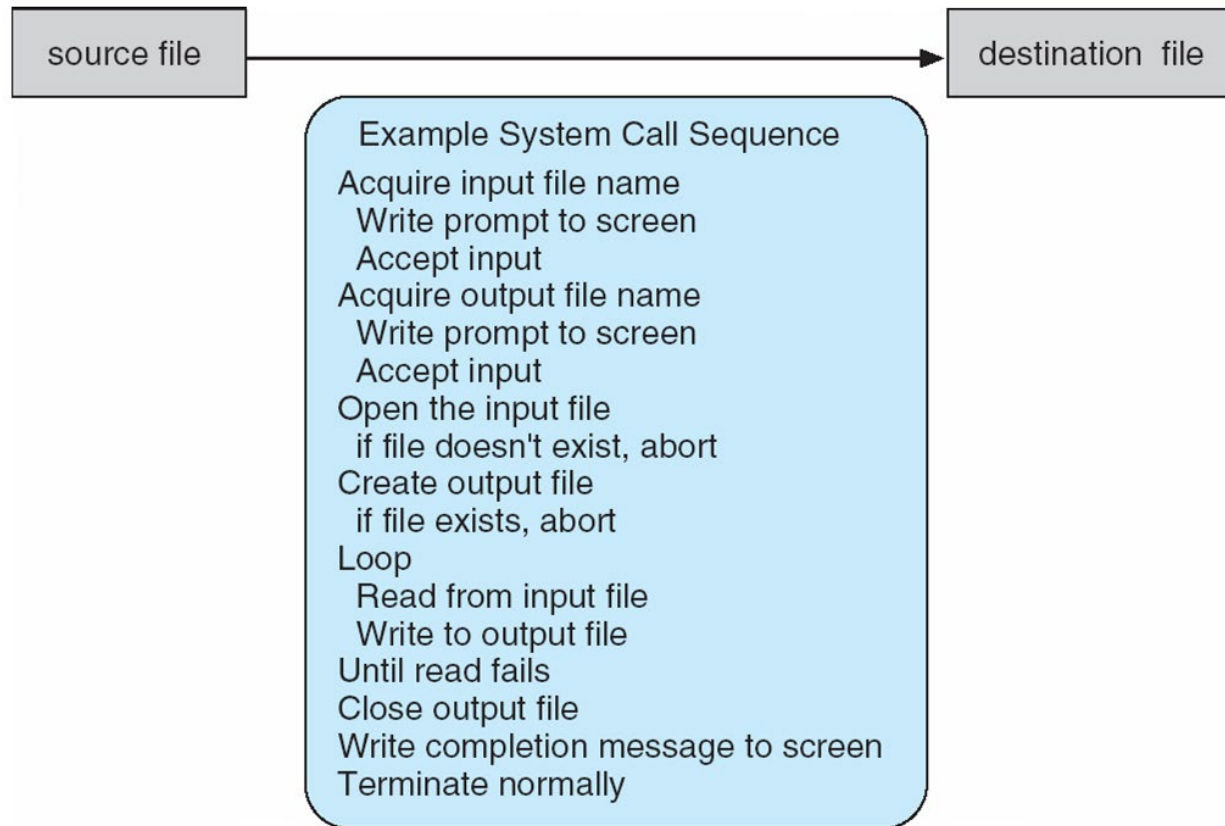 source file
destination file
Example System Call Sequence
Acquire input file name
Write prompt to screen
Accept input
Acquire output file name
Write prompt to screen
Accept input
Open the input file
if file doesn't exist, abort
Create output file
if file exists, abort
Loop
Read from input file
Write to output file
Until read fails
Close output file
Write completion message to screen
Terminate normally